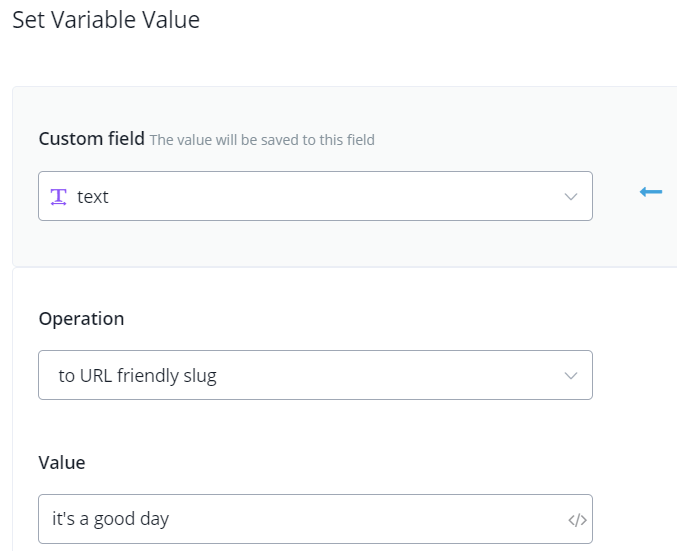 Set Variable Value
Custom field The value will be saved to this field
text
Operation
to URL friendly slug
Value
it's a good day